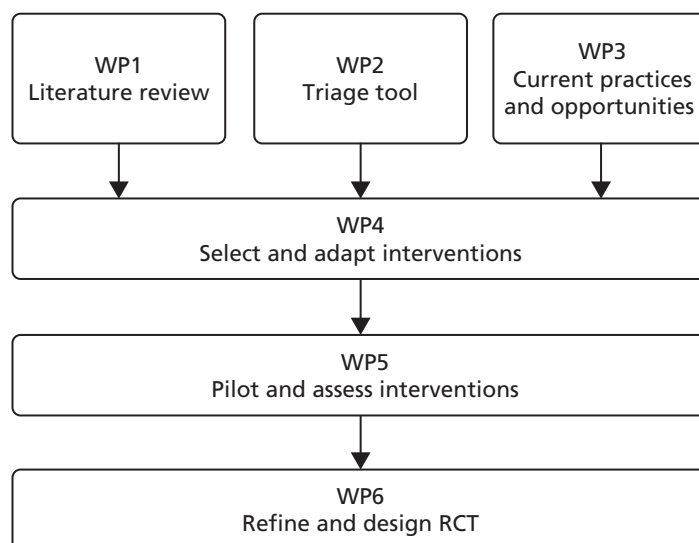 WP1
Literature review
WP2
Triage tool
WP3
Current practices
and opportunities
WP4
Select and adapt interventions
WP5
Pilot and assess interventions
WP6
Refine and design RCT